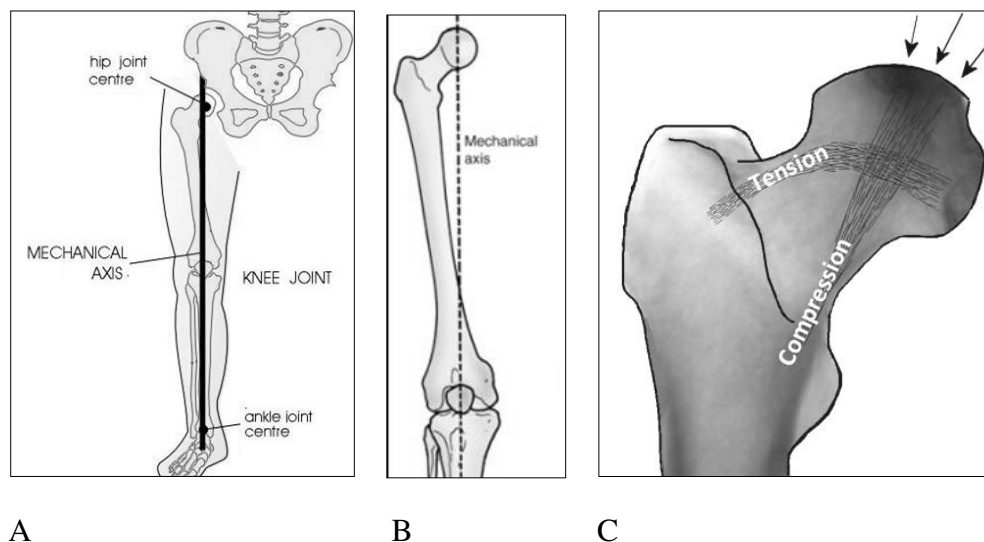 hip joint
centre
MECHANICAL
AXIS
KNEE JOINT
ankle joint
centre
Mechanical
axis
Tension
Compression
A
B
C